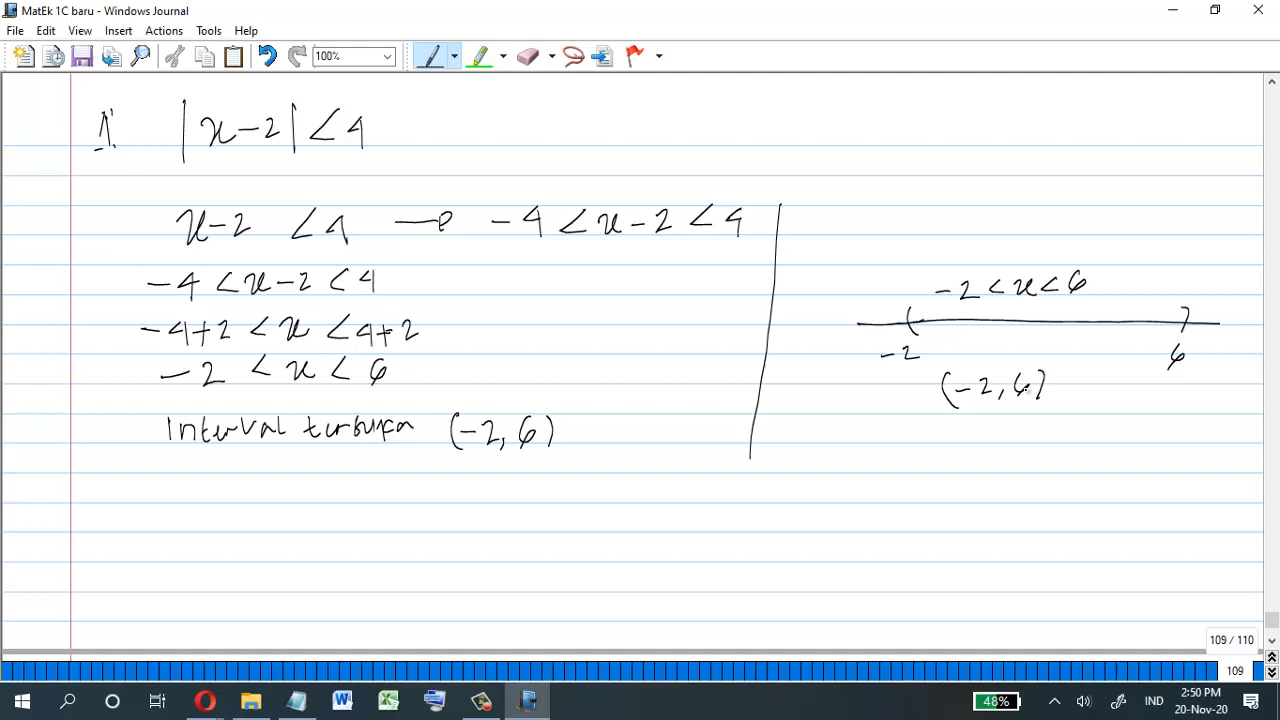 MatEk 1C baru - Windows Journal
File Edit View Insert Actions Tools Help
100%
1. |x-2| < 4
x-2 < 4 → -4 < x-2 < 4
-4 < x-2 < 4
-4+2 < x < 4+2
-2 < x < 6
Interval terbuka (-2, 6)
-2 < x < 6
-2 6
(-2, 6)
109 / 110
109
48% IND 2:50 PM
20-Nov-20